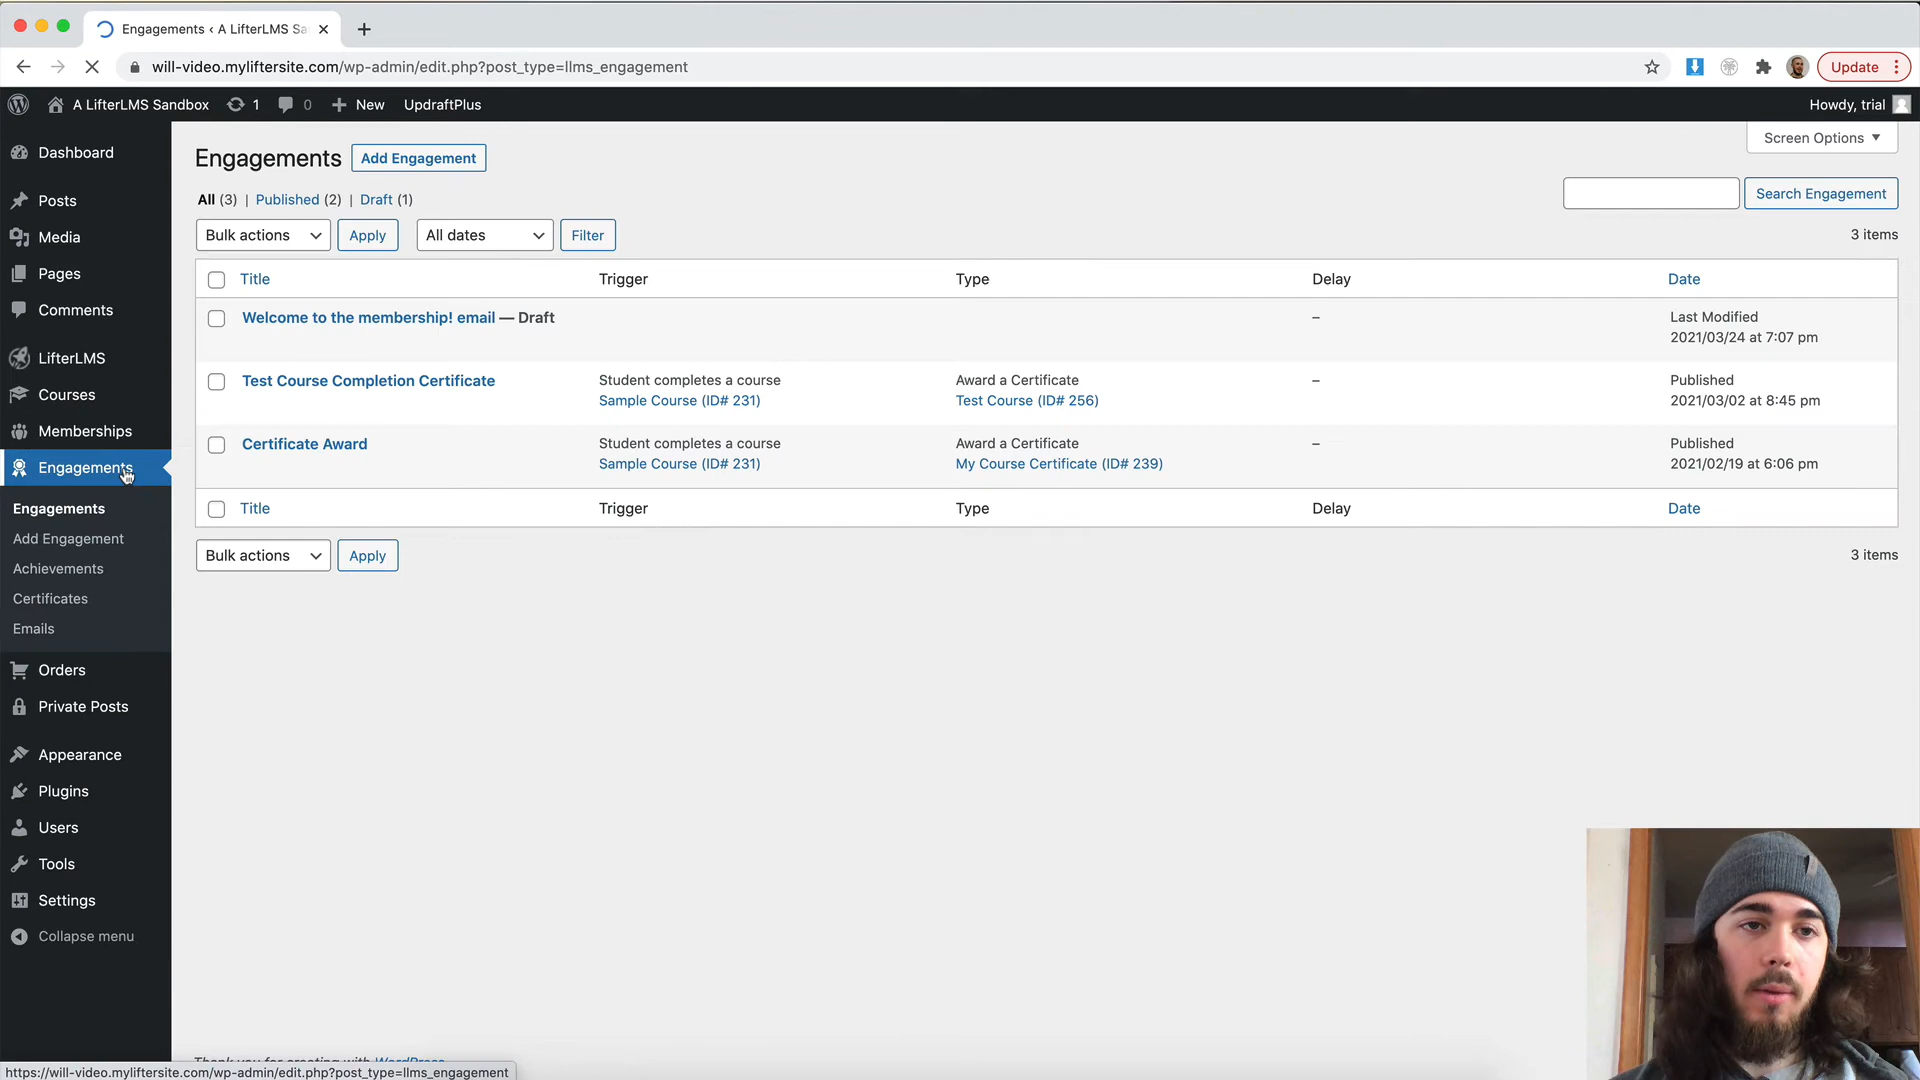 Engagements ‹ A LifterLMS Sa
will-video.myliftersite.com/wp-admin/edit.php?post_type=llms_engagement
Update
A LifterLMS Sandbox 1 0 New UpdraftPlus Howdy, trial
Screen Options
Dashboard
Posts
Media
Pages
Comments
LifterLMS
Courses
Memberships
Engagements
Engagements
Add Engagement
Achievements
Certificates
Emails
Orders
Private Posts
Appearance
Plugins
Users
Tools
Settings
Collapse menu
Engagements Add Engagement
All (3) | Published (2) | Draft (1)
Search Engagement
Bulk actions Apply All dates Filter 3 items
Title Trigger Type Delay Date
Welcome to the membership! email — Draft – Last Modified
2021/03/24 at 7:07 pm
Test Course Completion Certificate Student completes a course Award a Certificate – Published
Sample Course (ID# 231) Test Course (ID# 256) 2021/03/02 at 8:45 pm
Certificate Award Student completes a course Award a Certificate – Published
Sample Course (ID# 231) My Course Certificate (ID# 239) 2021/02/19 at 6:06 pm
Title Trigger Type Delay Date
Bulk actions Apply 3 items
Thank you for creating with WordPress
https://will-video.myliftersite.com/wp-admin/edit.php?post_type=llms_engagement